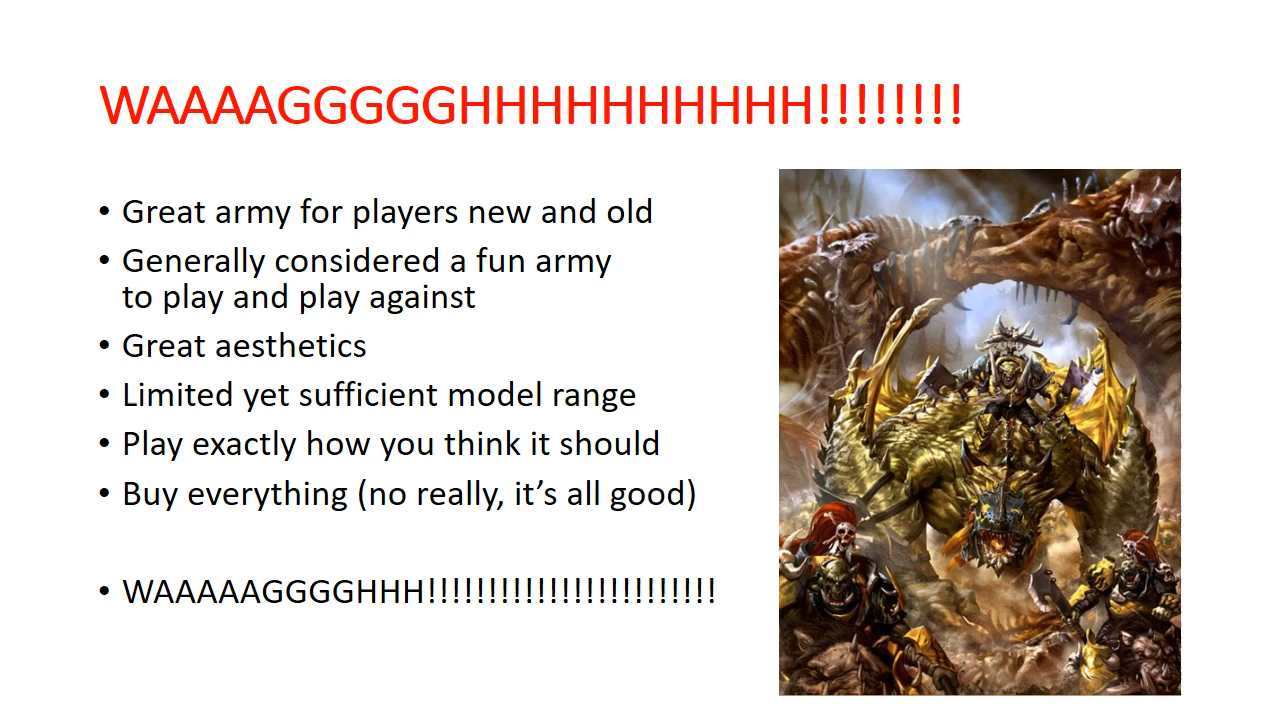 WAAAAGGGGGHHHHHHHHHH!!!!!!!!
• Great army for players new and old
• Generally considered a fun army
to play and play against
• Great aesthetics
• Limited yet sufficient model range
• Play exactly how you think it should
• Buy everything (no really, it’s all good)
• WAAAAAGGGGHHH!!!!!!!!!!!!!!!!!!!!!!!!